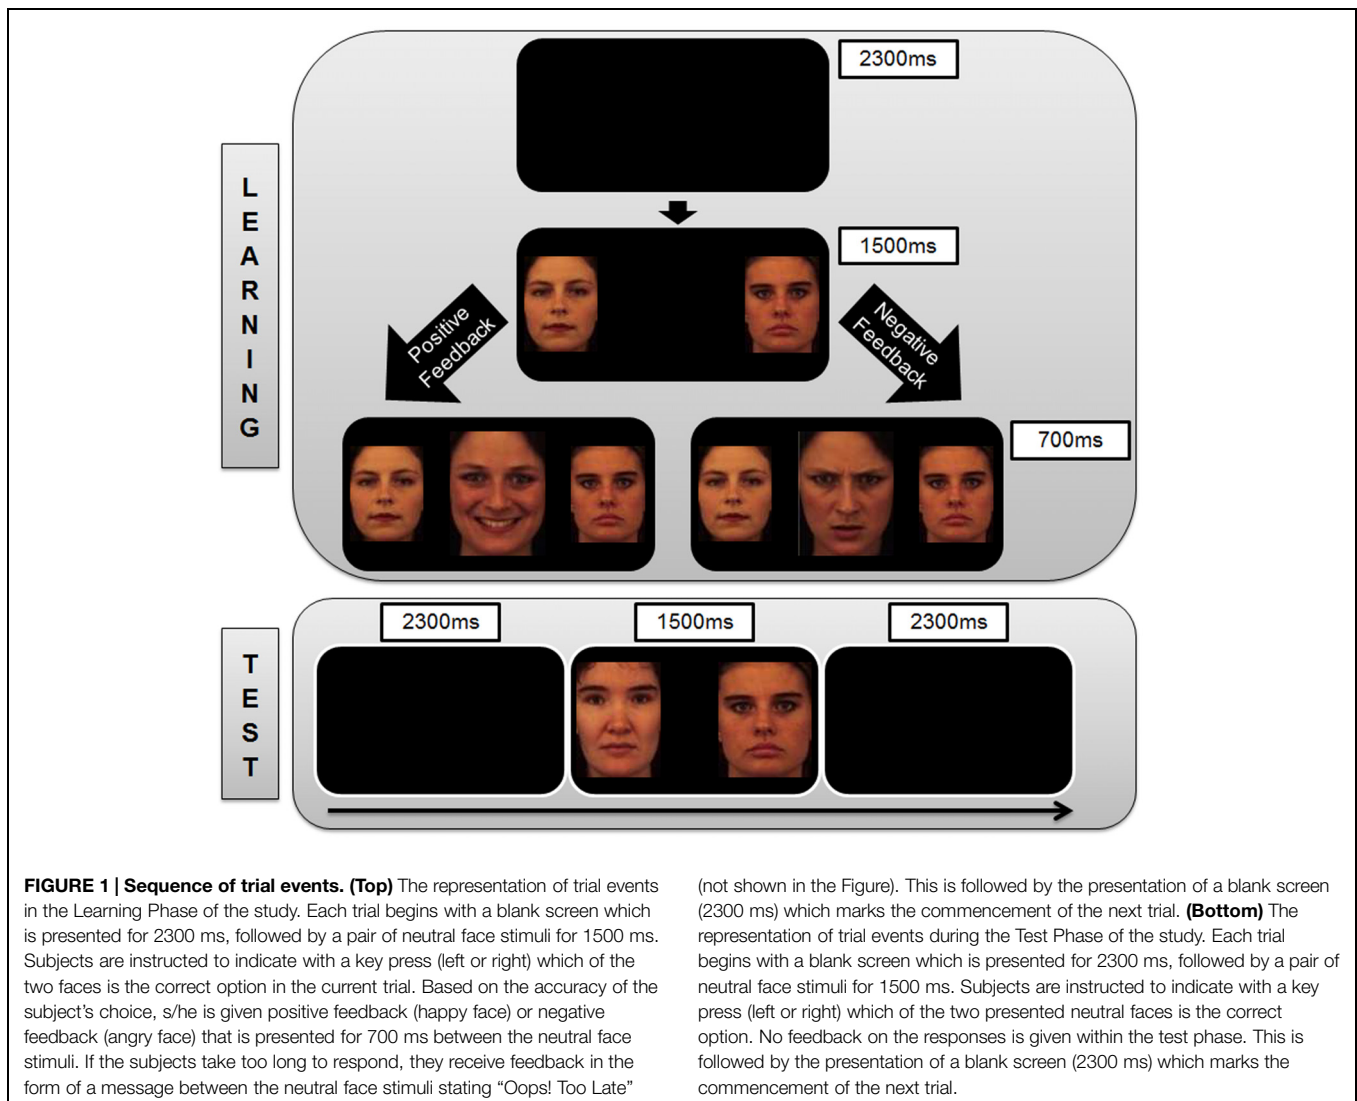 2300ms
LEARNING
1500ms
Positive
Feedback
Negative
Feedback
700ms
TEST
2300ms
1500ms
2300ms
FIGURE 1 | Sequence of trial events. (Top) The representation of trial events
in the Learning Phase of the study. Each trial begins with a blank screen which
is presented for 2300 ms, followed by a pair of neutral face stimuli for 1500 ms.
Subjects are instructed to indicate with a key press (left or right) which of the
two faces is the correct option in the current trial. Based on the accuracy of the
subject’s choice, s/he is given positive feedback (happy face) or negative
feedback (angry face) that is presented for 700 ms between the neutral face
stimuli. If the subjects take too long to respond, they receive feedback in the
form of a message between the neutral face stimuli stating “Oops! Too Late”
(not shown in the Figure). This is followed by the presentation of a blank screen
(2300 ms) which marks the commencement of the next trial. (Bottom) The
representation of trial events during the Test Phase of the study. Each trial
begins with a blank screen which is presented for 2300 ms, followed by a pair of
neutral face stimuli for 1500 ms. Subjects are instructed to indicate with a key
press (left or right) which of the two presented neutral faces is the correct
option. No feedback on the responses is given within the test phase. This is
followed by the presentation of a blank screen (2300 ms) which marks the
commencement of the next trial.